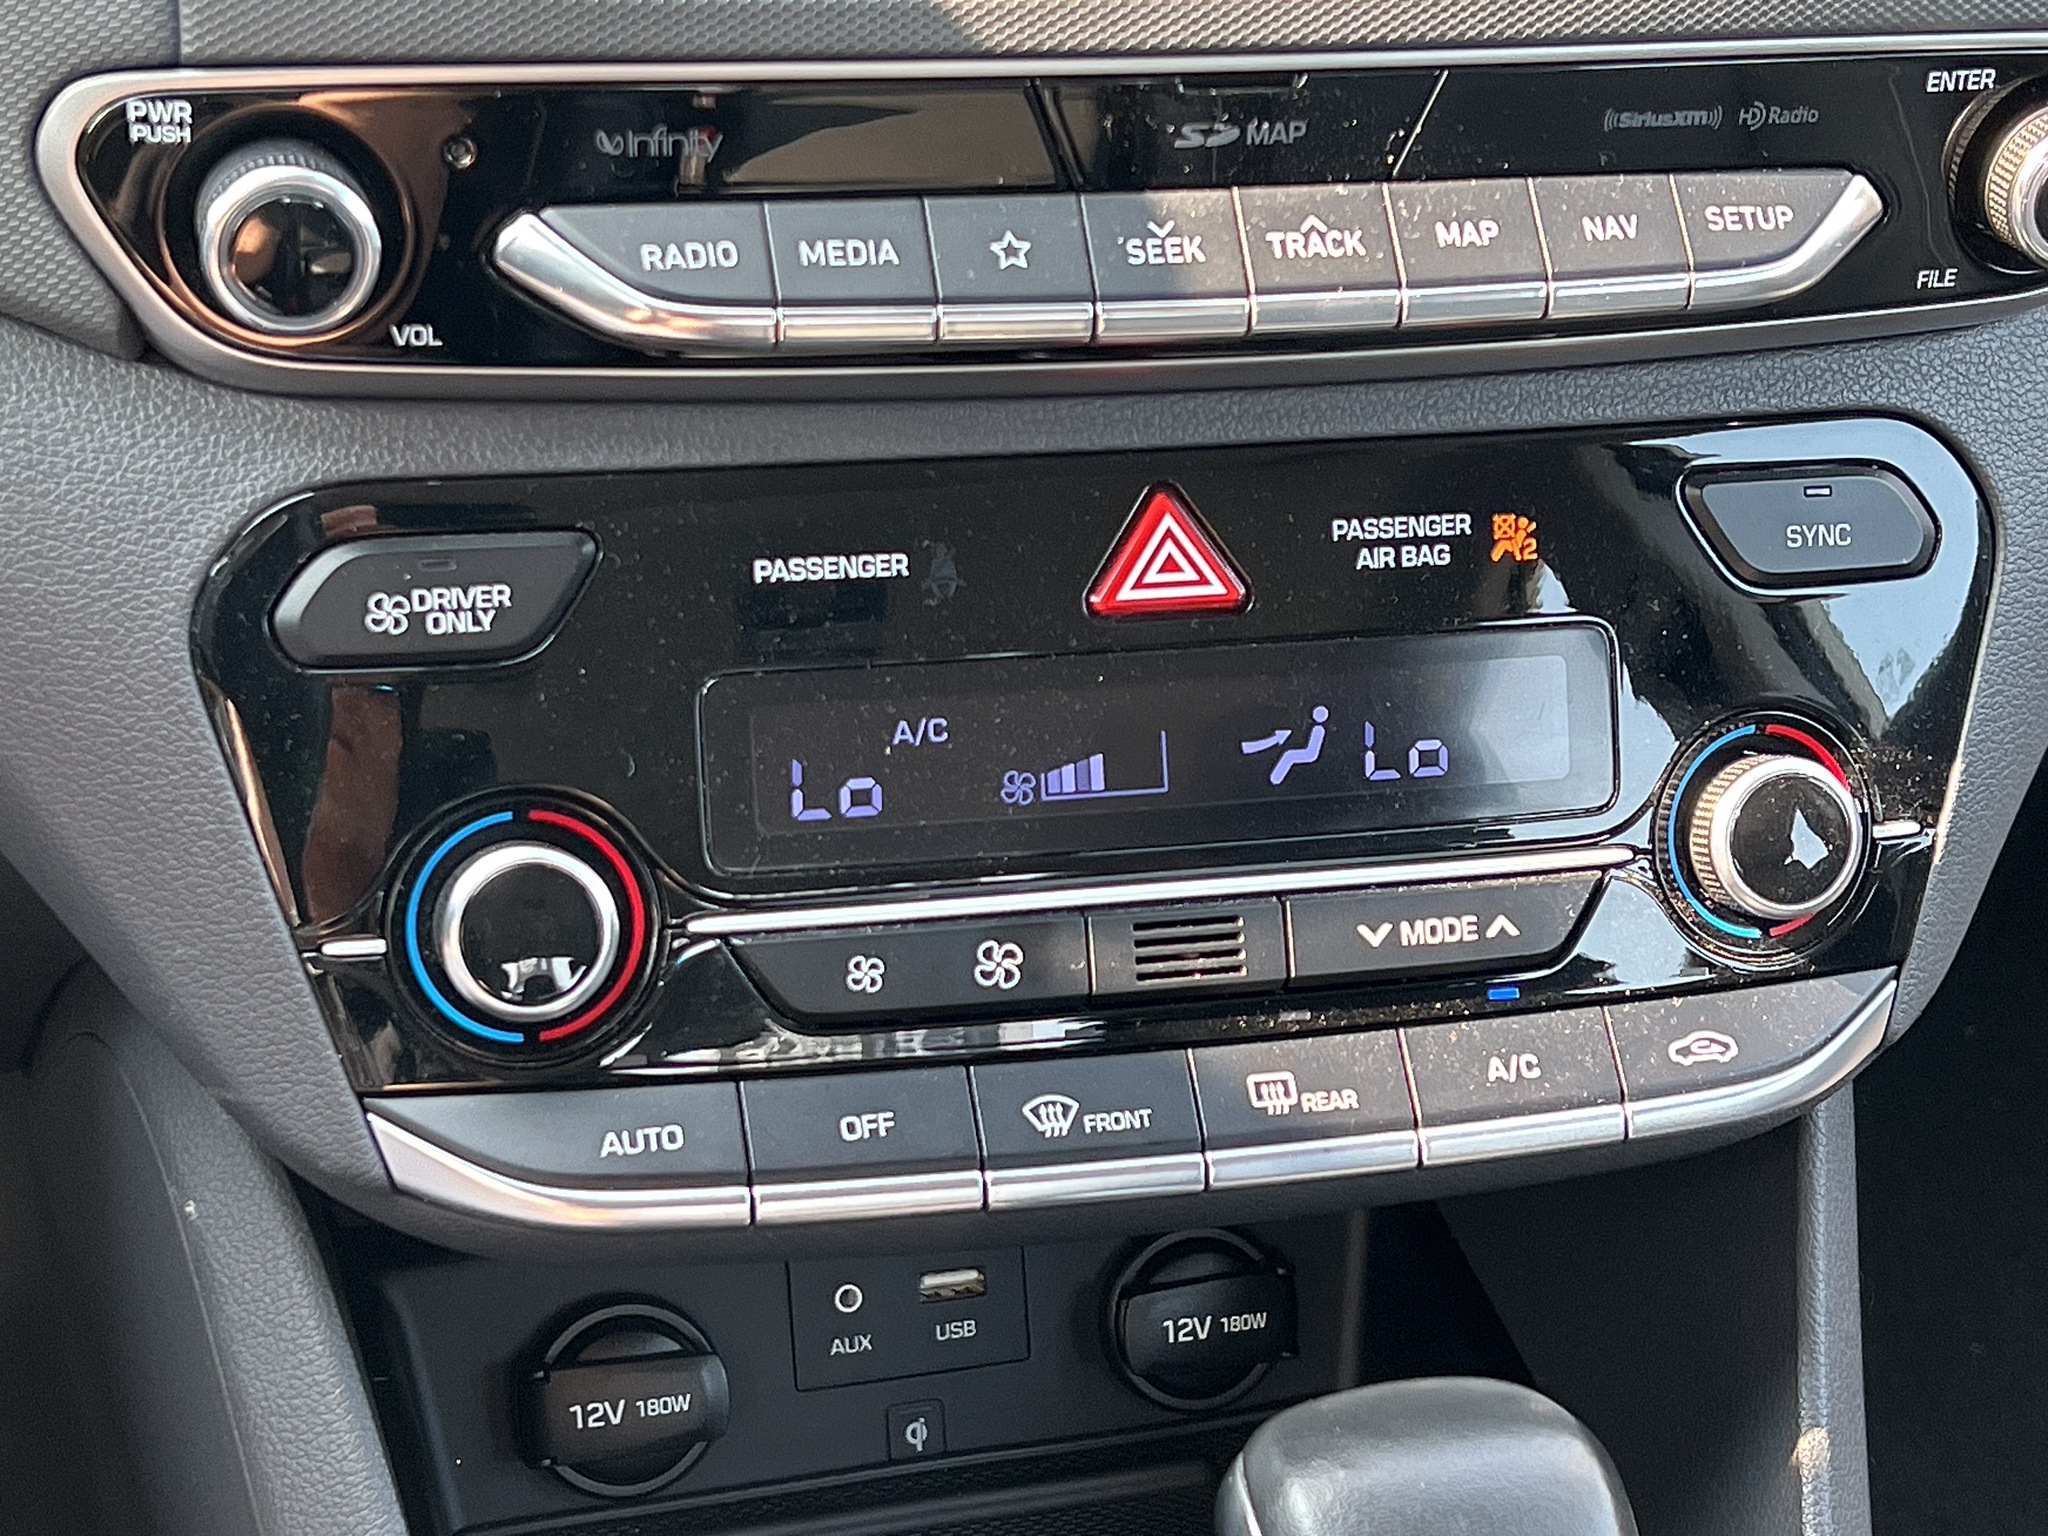 PWR
PUSH
VOL
Infinity
SD MAP
SiriusXM HD Radio
ENTER
FILE
RADIO MEDIA SEEK TRACK MAP NAV SETUP
DRIVER
ONLY
PASSENGER
PASSENGER
AIR BAG
2
SYNC
A/C
Lo Lo
MODE
AUTO OFF FRONT REAR A/C
AUX USB
12V 180W
12V 180W
qi